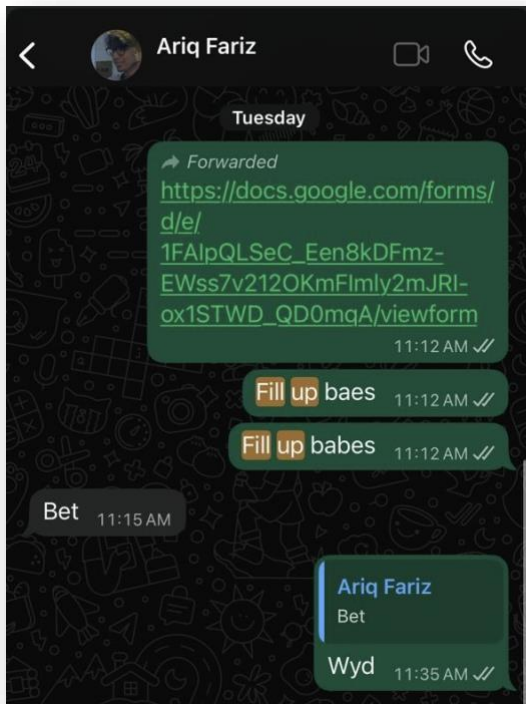 Ariq Fariz
Tuesday
Forwarded
https://docs.google.com/forms/
d/e/
1FAIpQLSeC_Een8kDFmz-
EWss7v212OKmFlmly2mJRI-
ox1STWD_QD0mqA/viewform
11:12 AM
Fill up baes 11:12 AM
Fill up babes 11:12 AM
Bet 11:15 AM
Ariq Fariz
Bet
Wyd 11:35 AM